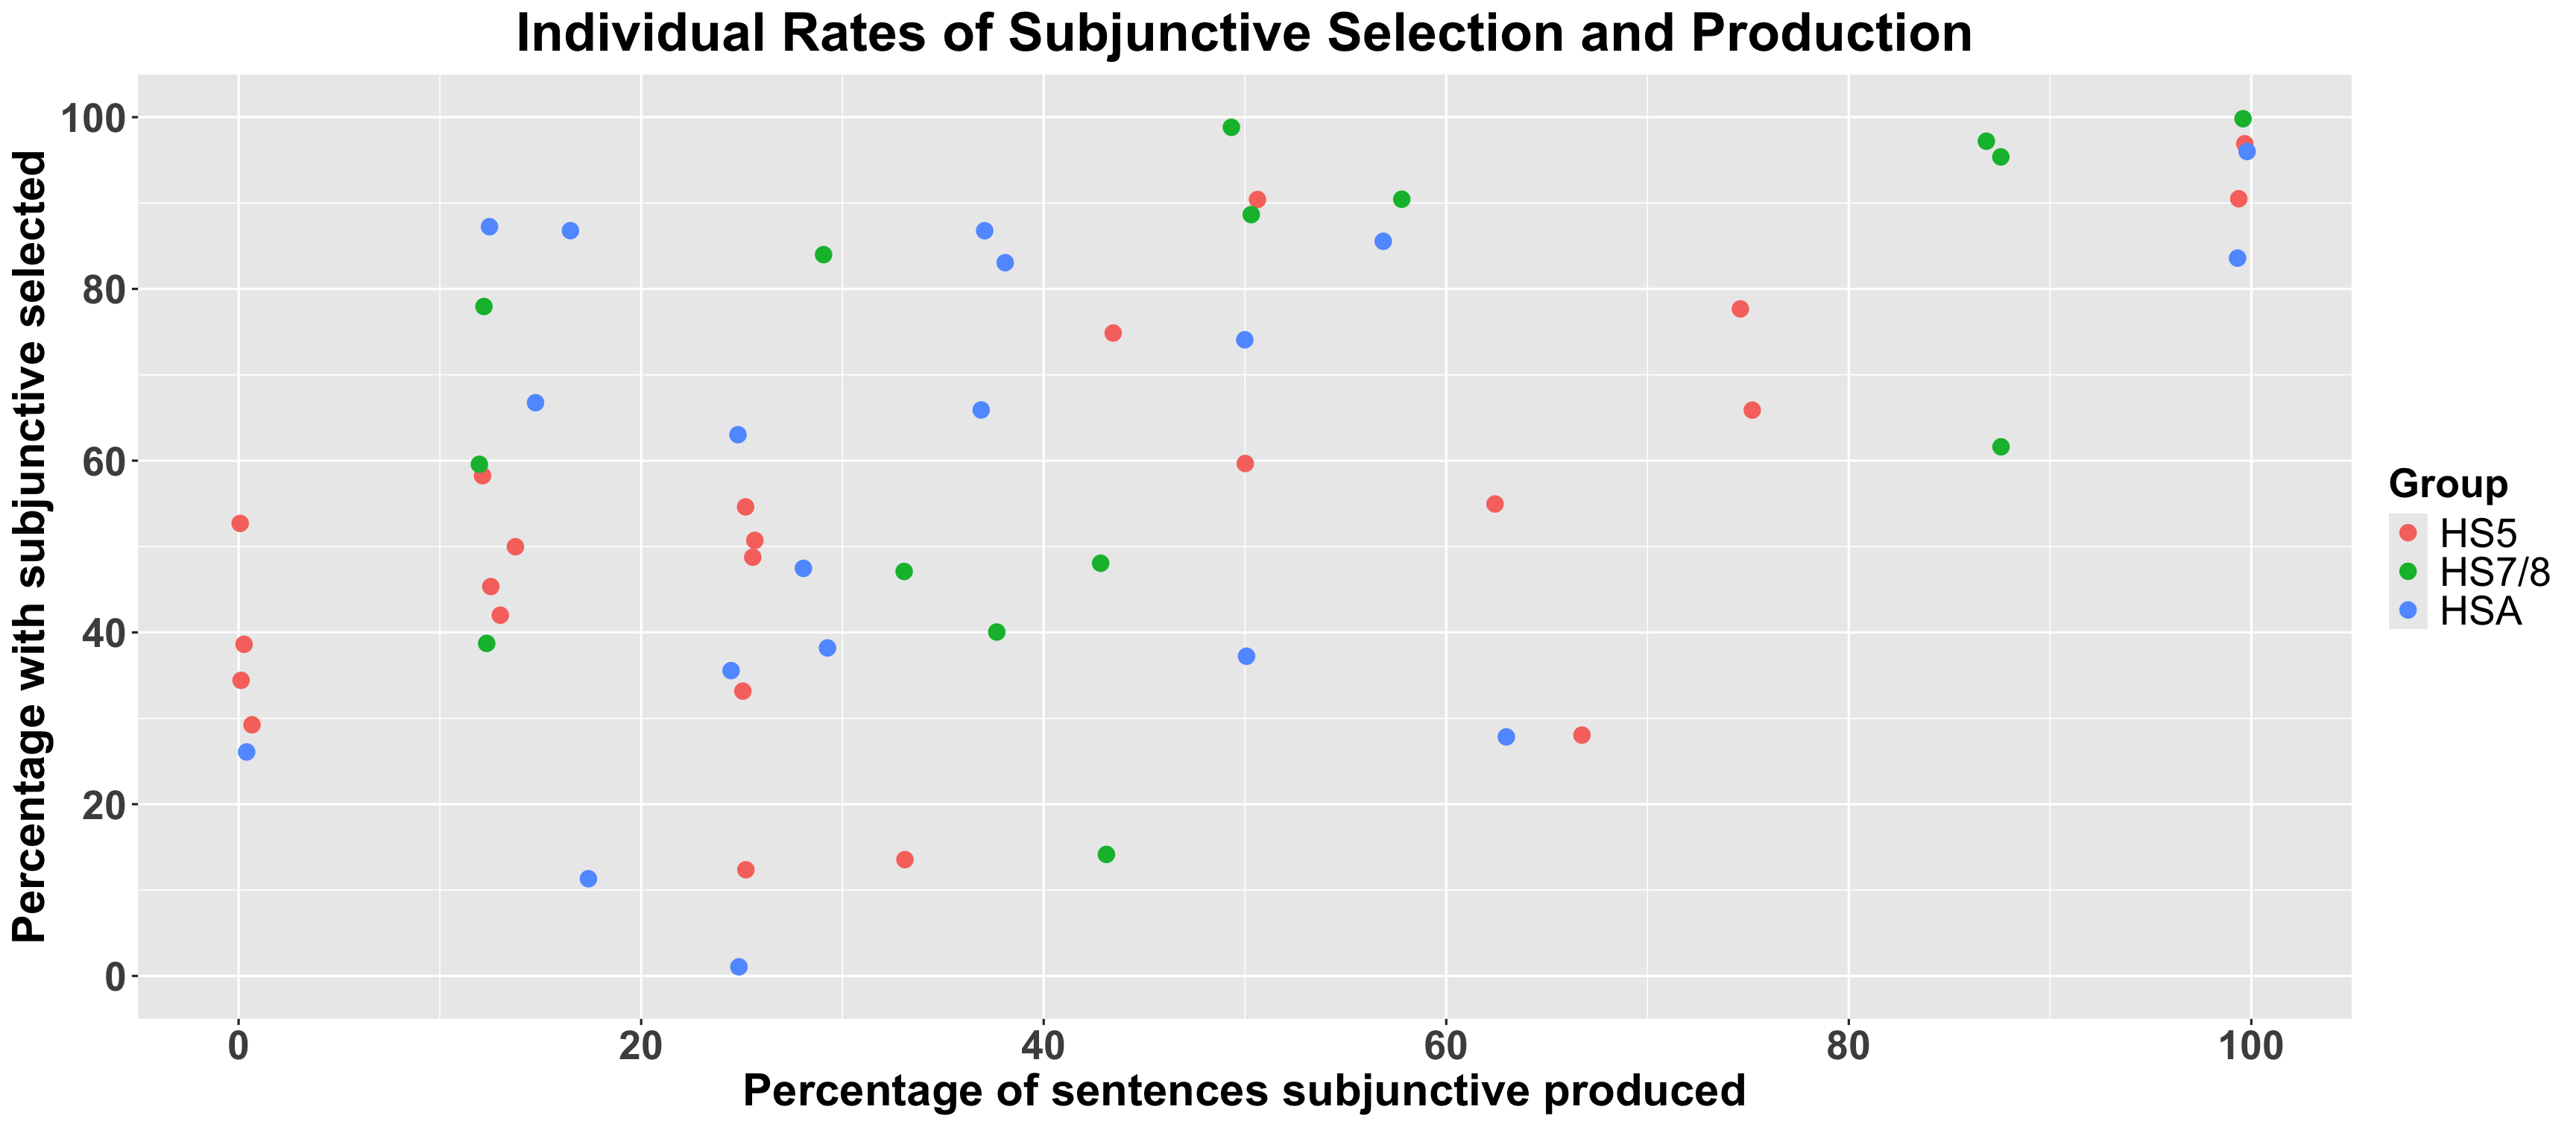 Individual Rates of Subjunctive Selection and Production
Percentage with subjunctive selected
100
80
60
40
20
0
0 20 40 60 80 100
Percentage of sentences subjunctive produced
Group
HS5
HS7/8
HSA